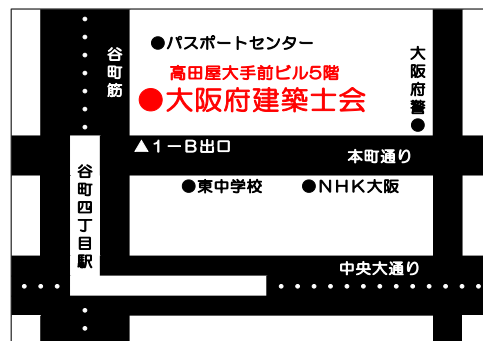 谷町筋
●パスポートセンター
高田屋大手前ビル5階
●大阪府建築士会
大阪府警●
▲1－B出口
本町通り
谷町四丁目駅
●東中学校
●NHK大阪
中央大通り